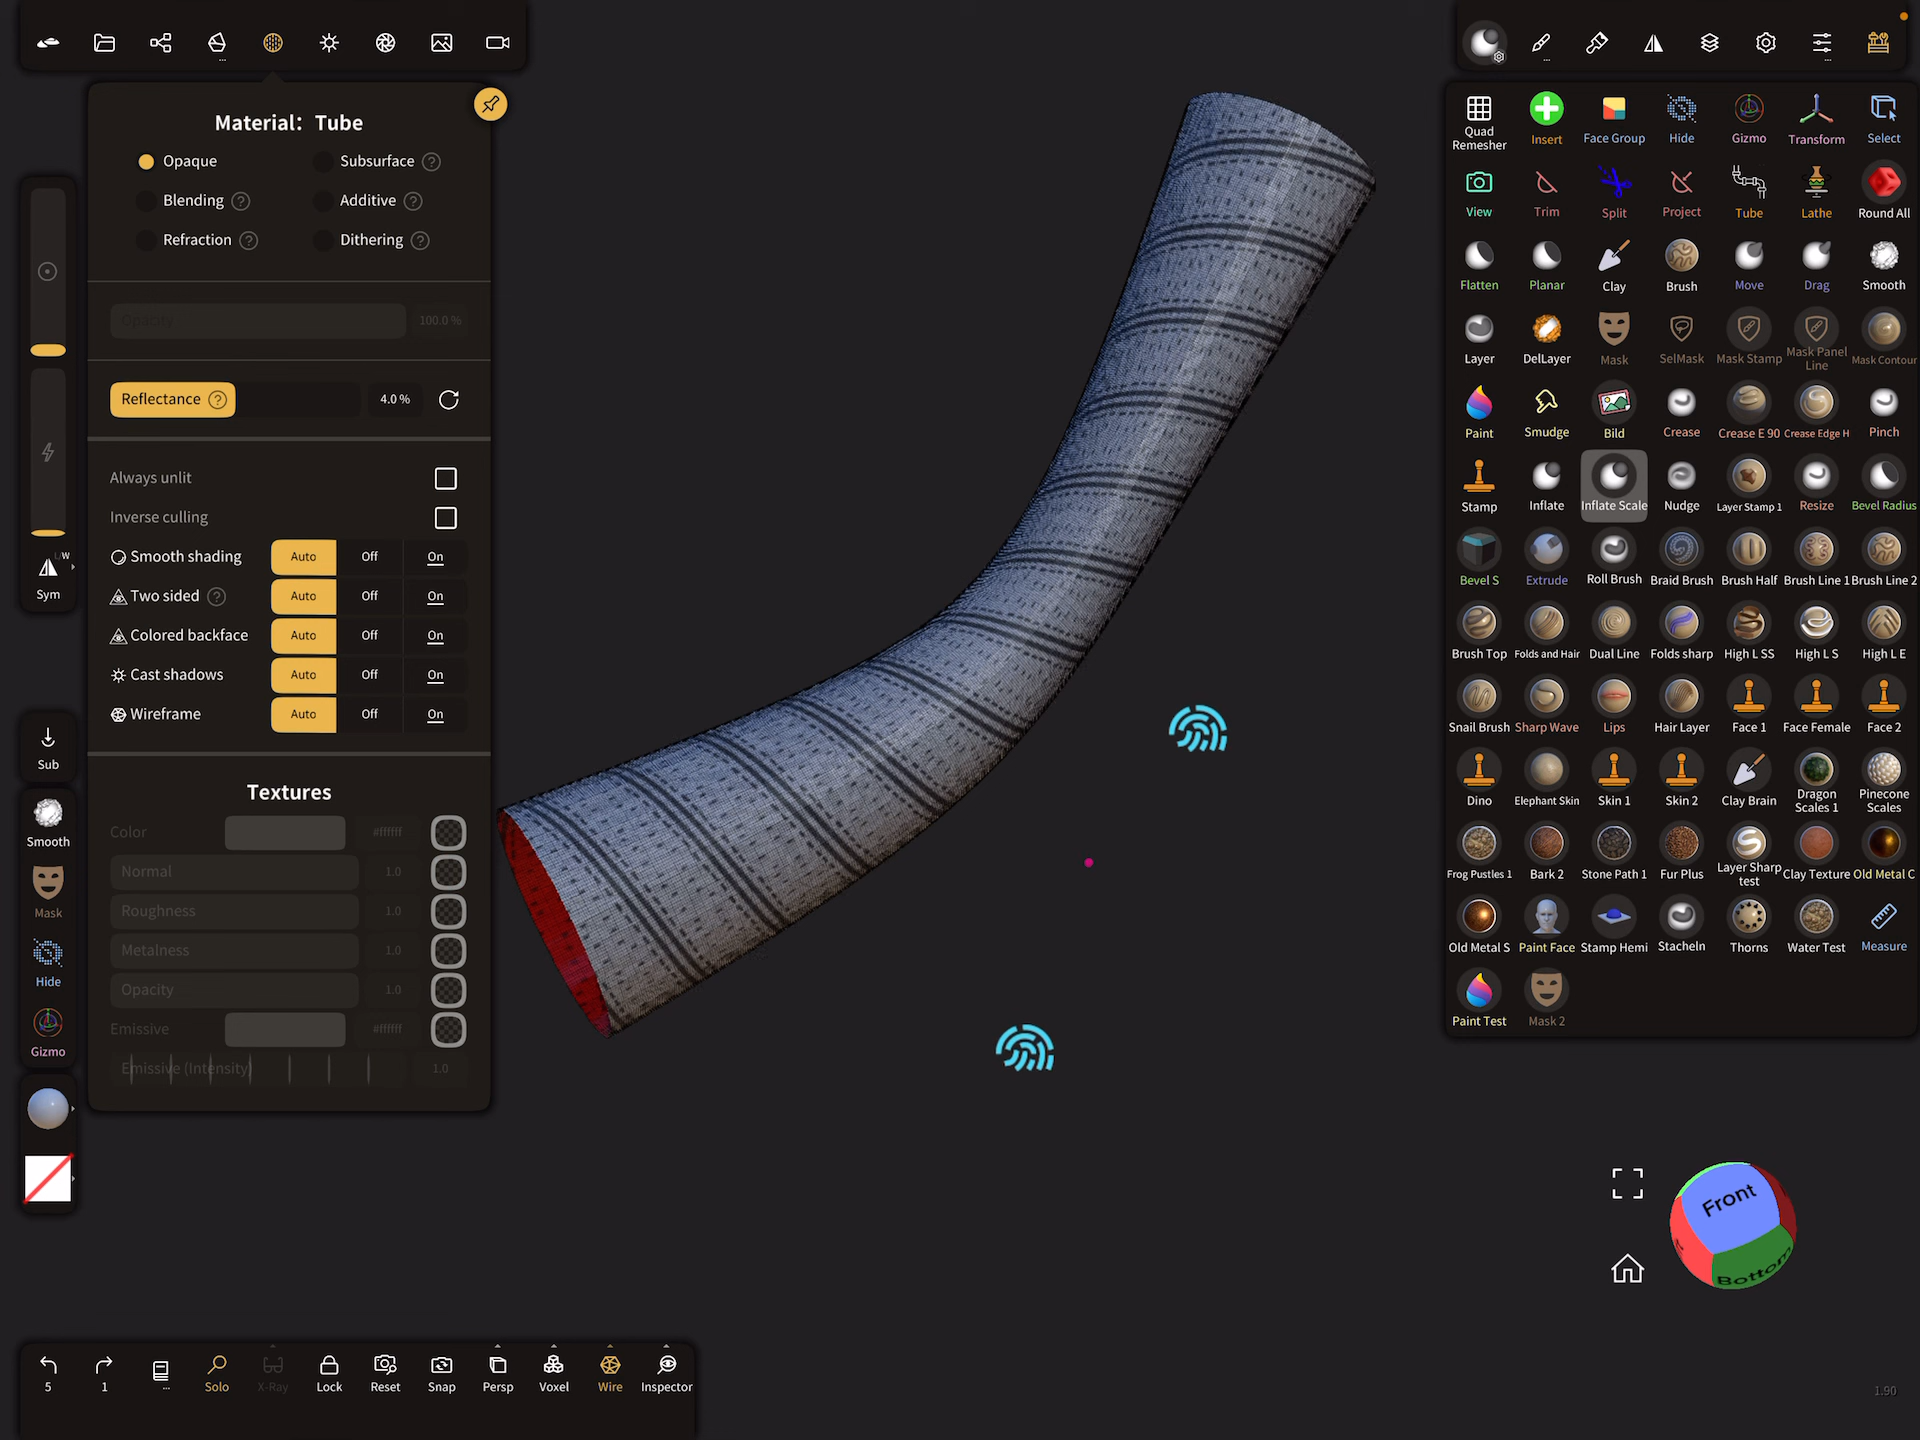 Material: Tube
Opaque
Subsurface ?
Blending ?
Additive ?
Refraction ?
Dithering ?
Opacity 100.0 %
Reflectance ? 4.0 %
Always unlit
Inverse culling
Smooth shading Auto Off On
Two sided ? Auto Off On
Colored backface Auto Off On
Cast shadows Auto Off On
Wireframe Auto Off On
Textures
Color #ffffff
Normal 1.0
Roughness 1.0
Metalness 1.0
Opacity 1.0
Emissive #ffffff
Emissive (Intensity) 1.0
Sym
Sub
Smooth
Mask
Hide
Gizmo
Quad Remesher
Insert
Face Group
Hide
Gizmo
Transform
Select
View
Trim
Split
Project
Tube
Lathe
Round All
Flatten
Planar
Clay
Brush
Move
Drag
Smooth
Layer
DelLayer
Mask
SelMask
Mask Stamp
Mask Panel Line
Mask Contour
Paint
Smudge
Bild
Crease
Crease E 90
Crease Edge H
Pinch
Stamp
Inflate
Inflate Scale
Nudge
Layer Stamp 1
Resize
Bevel Radius
Bevel S
Extrude
Roll Brush
Braid Brush
Brush Half
Brush Line 1
Brush Line 2
Brush Top
Folds and Hair
Dual Line
Folds sharp
High L SS
High L S
High L E
Snail Brush
Sharp Wave
Lips
Hair Layer
Face 1
Face Female
Face 2
Dino
Elephant Skin
Skin 1
Skin 2
Clay Brain
Dragon Scales 1
Pinecone Scales
Frog Pustles 1
Bark 2
Stone Path 1
Fur Plus
Layer Sharp test
Clay Texture
Old Metal C
Old Metal S
Paint Face
Stamp Hemi
Stacheln
Thorns
Water Test
Measure
Paint Test
Mask 2
Front
Bottom
5
1
Solo
X-Ray
Lock
Reset
Snap
Persp
Voxel
Wire
Inspector
1.90